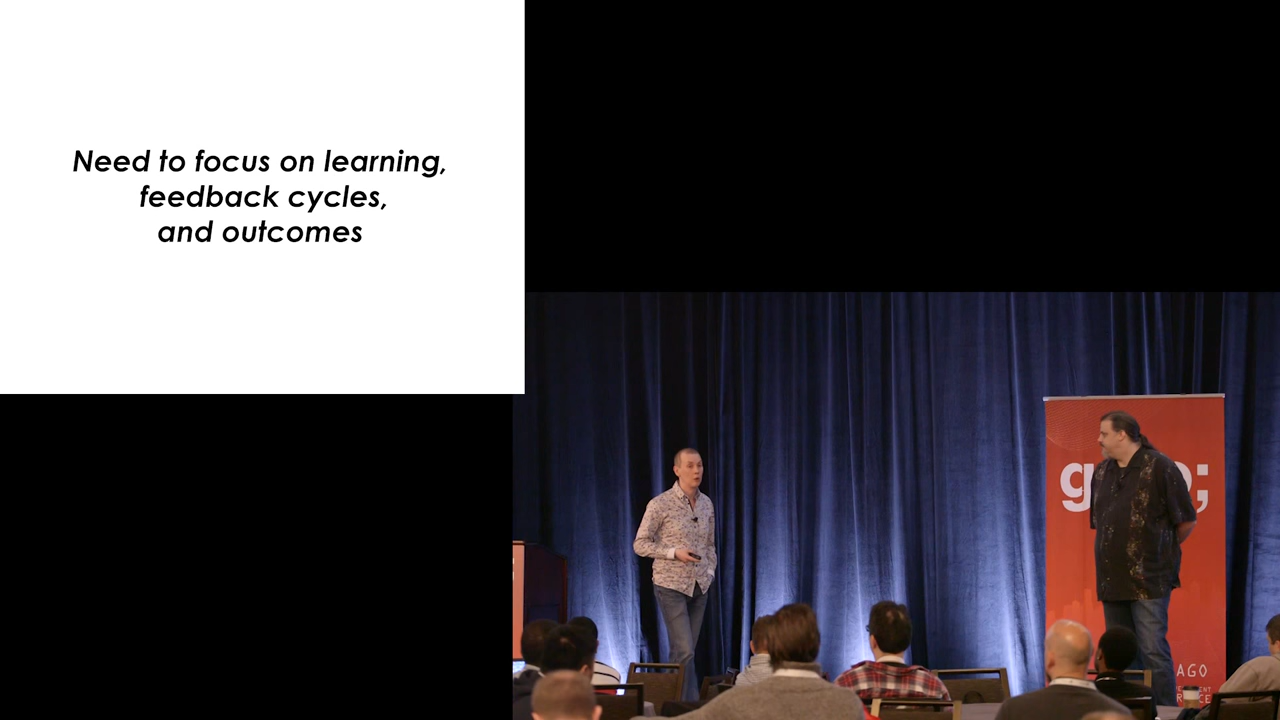 Need to focus on learning,
feedback cycles,
and outcomes
g
;
AGO